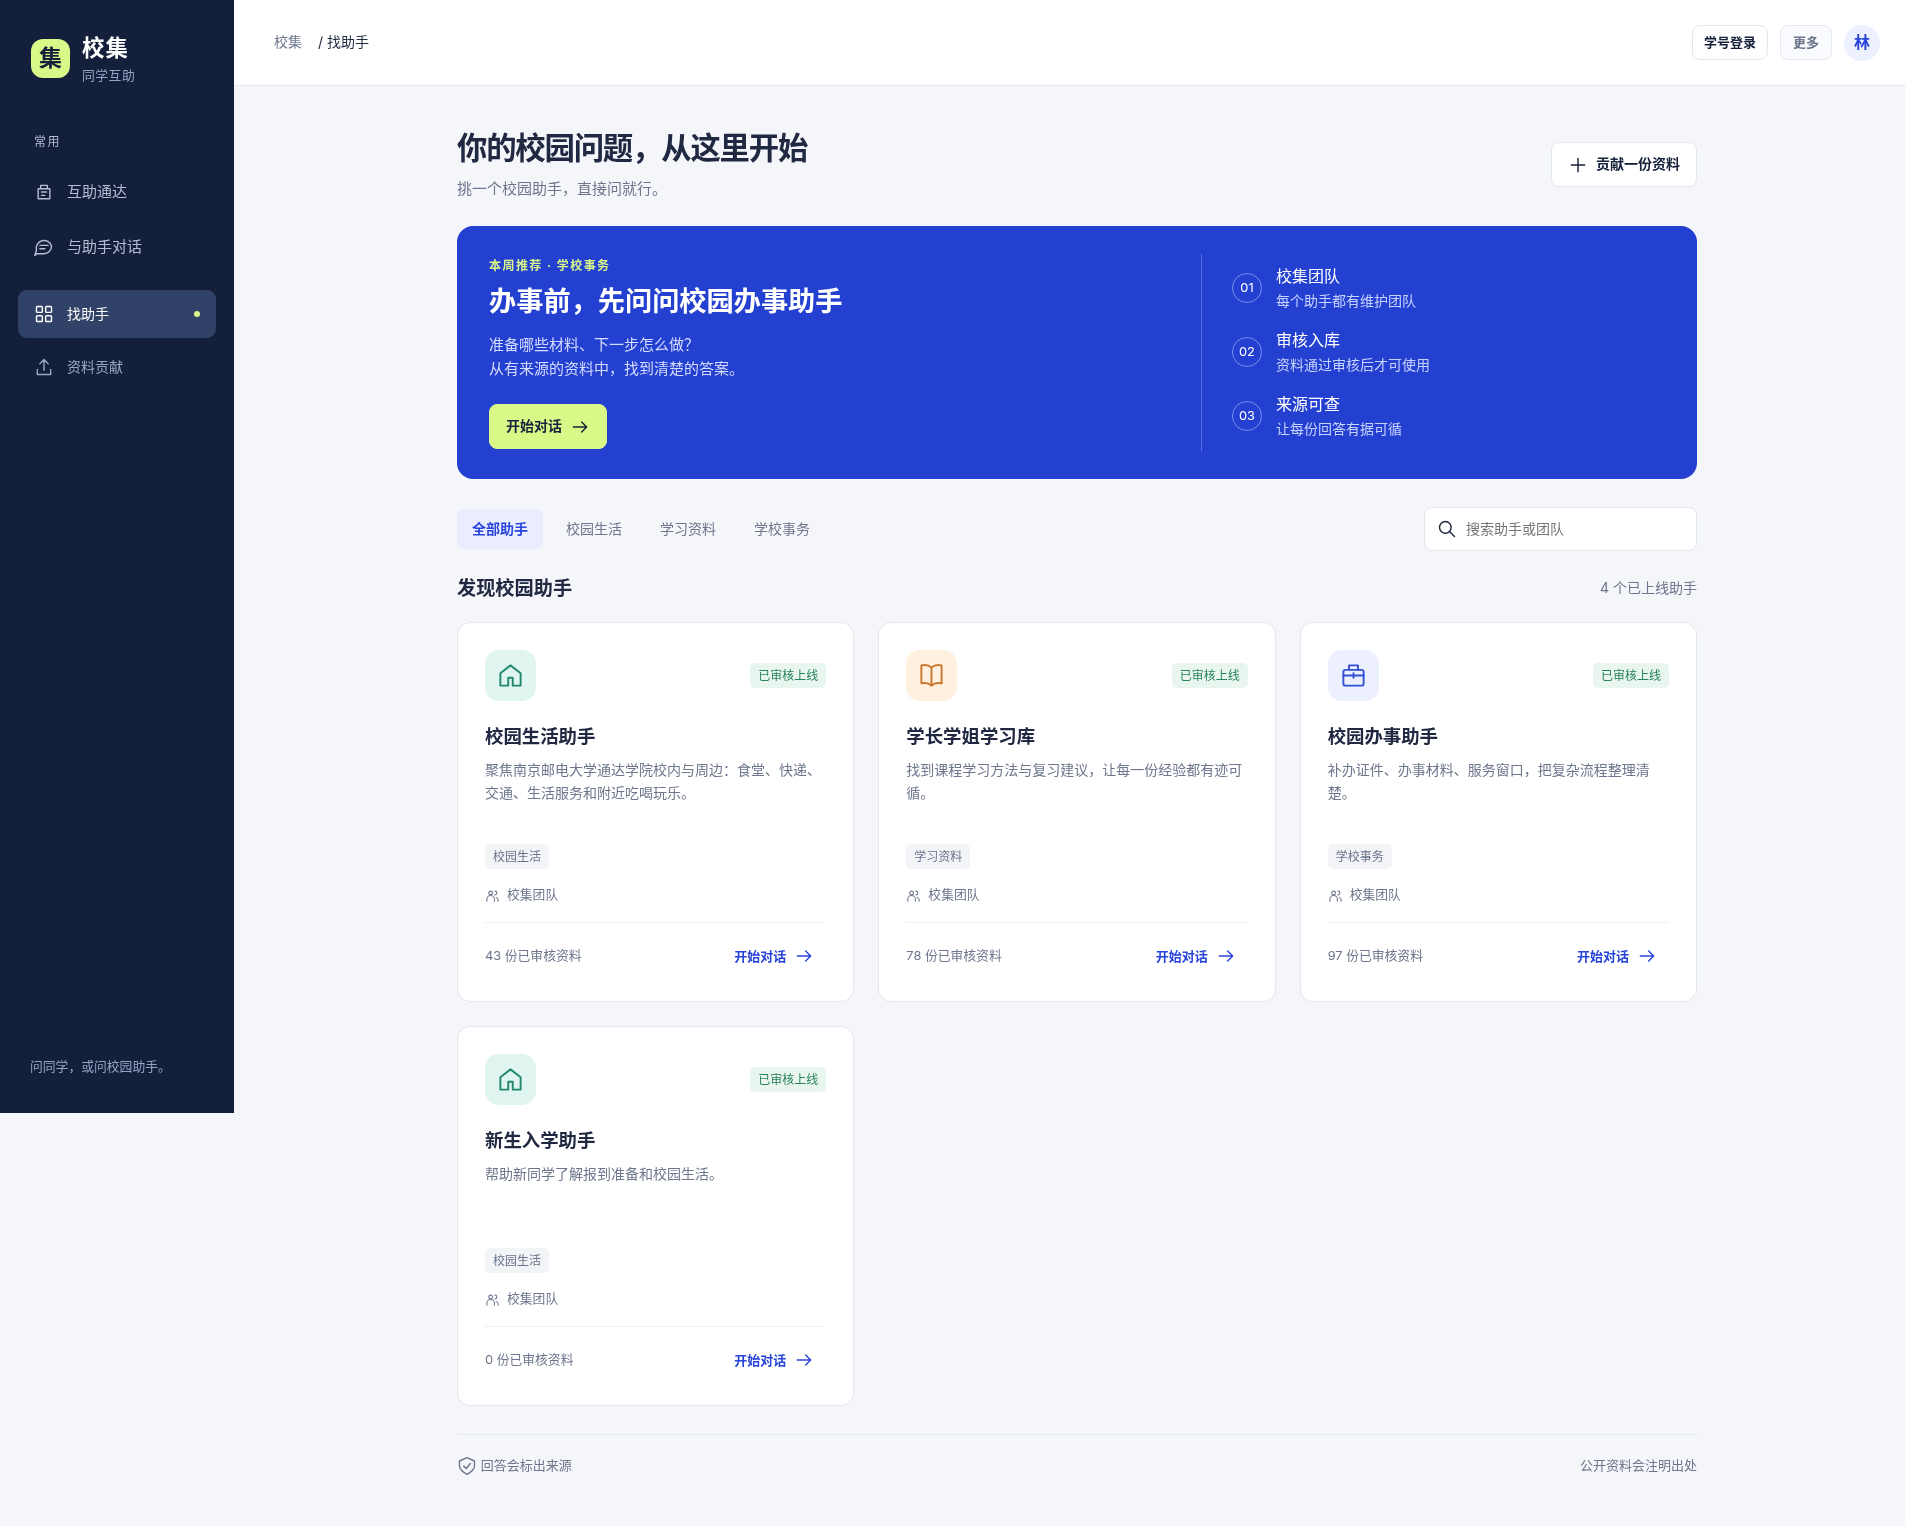 集
校集
同学互助
常用
互助通达
与助手对话
找助手
资料贡献
问同学，或问校园助手。
校集 / 找助手
学号登录
更多
林
你的校园问题，从这里开始
挑一个校园助手，直接问就行。
贡献一份资料
本周推荐 · 学校事务
办事前，先问问校园办事助手
准备哪些材料、下一步怎么做？
从有来源的资料中，找到清楚的答案。
开始对话
01
校集团队
每个助手都有维护团队
02
审核入库
资料通过审核后才可使用
03
来源可查
让每份回答有据可循
全部助手
校园生活
学习资料
学校事务
搜索助手或团队
发现校园助手
4 个已上线助手
已审核上线
校园生活助手
聚焦南京邮电大学通达学院校内与周边：食堂、快递、
交通、生活服务和附近吃喝玩乐。
校园生活
校集团队
43 份已审核资料
开始对话
已审核上线
学长学姐学习库
找到课程学习方法与复习建议，让每一份经验都有迹可
循。
学习资料
校集团队
78 份已审核资料
开始对话
已审核上线
校园办事助手
补办证件、办事材料、服务窗口，把复杂流程整理清
楚。
学校事务
校集团队
97 份已审核资料
开始对话
已审核上线
新生入学助手
帮助新同学了解报到准备和校园生活。
校园生活
校集团队
0 份已审核资料
开始对话
回答会标出来源
公开资料会注明出处